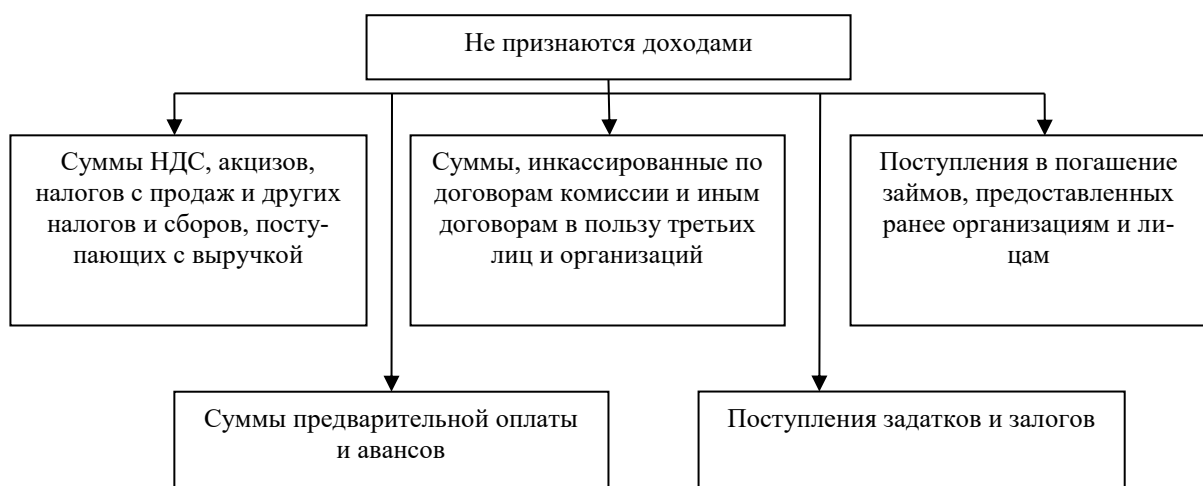 Не признаются доходами
Суммы НДС, акцизов,
налогов с продаж и других
налогов и сборов, посту-
пающих с выручкой
Суммы, инкассированные по
договорам комиссии и иным
договорам в пользу третьих
лиц и организаций
Поступления в погашение
займов, предоставленных
ранее организациям и ли-
цам
Суммы предварительной оплаты
и авансов
Поступления задатков и залогов